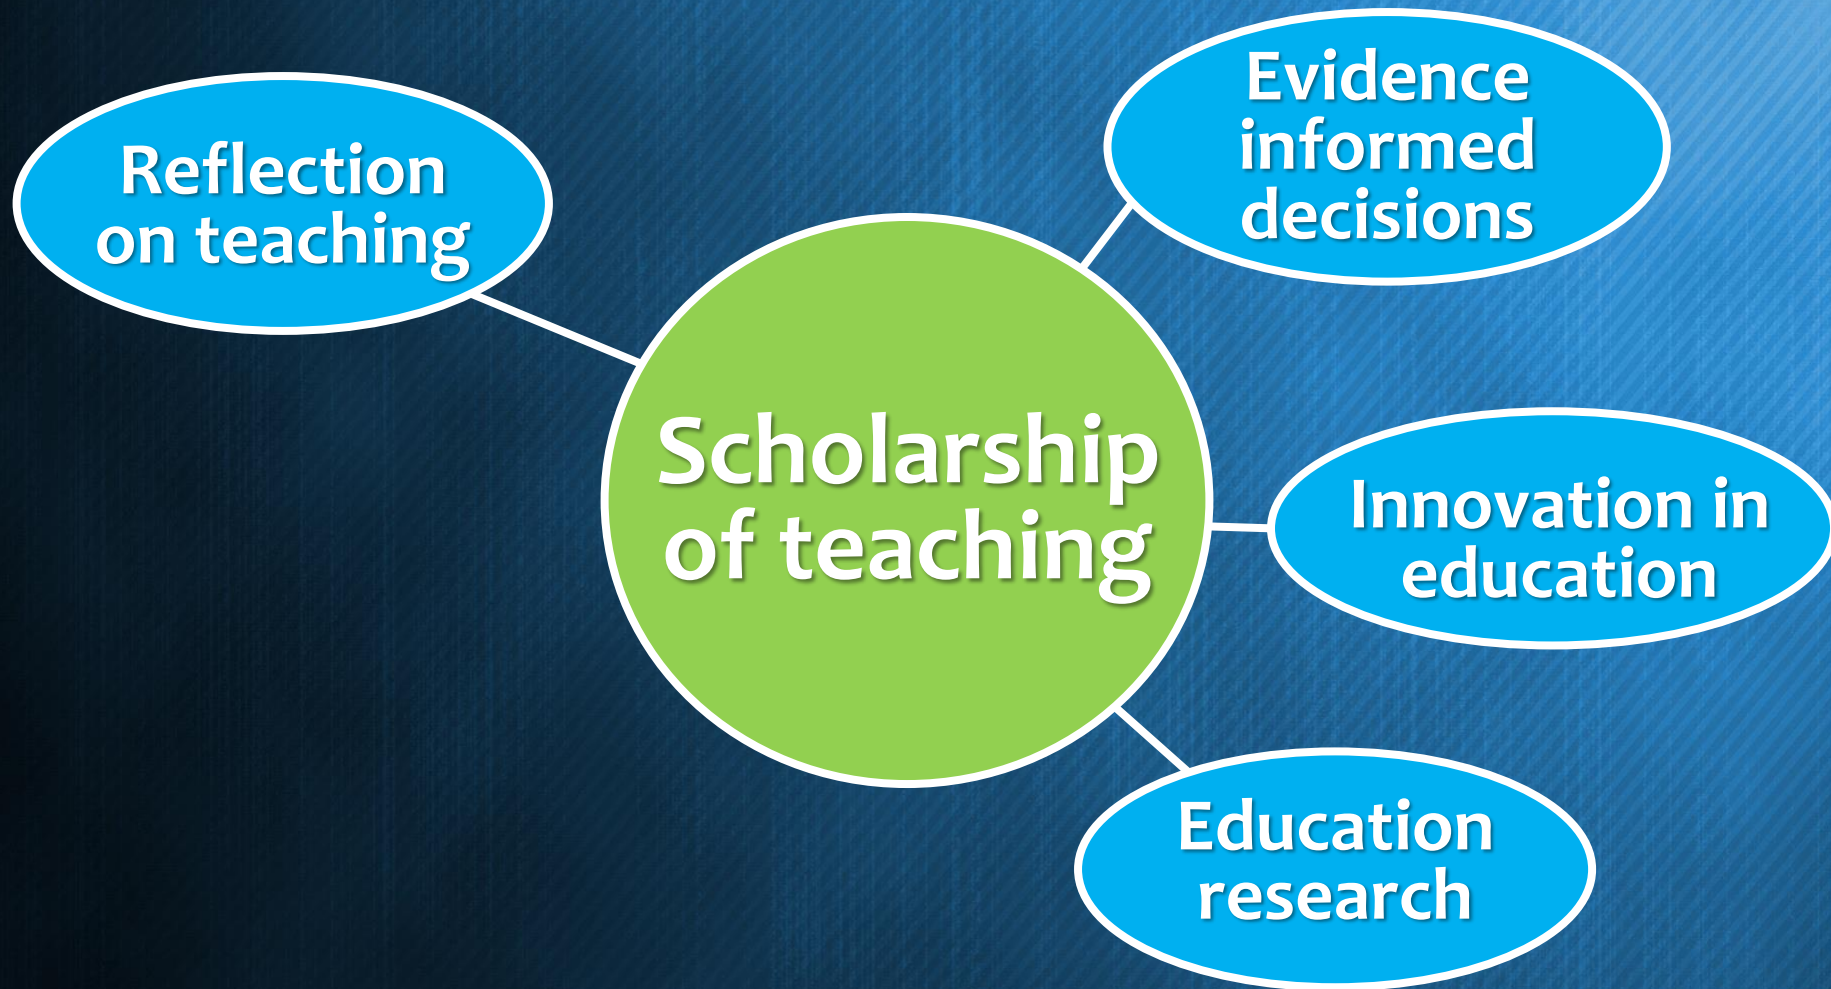 Reflection
on teaching
Evidence
informed
decisions
Scholarship
of teaching
Innovation in
education
Education
research